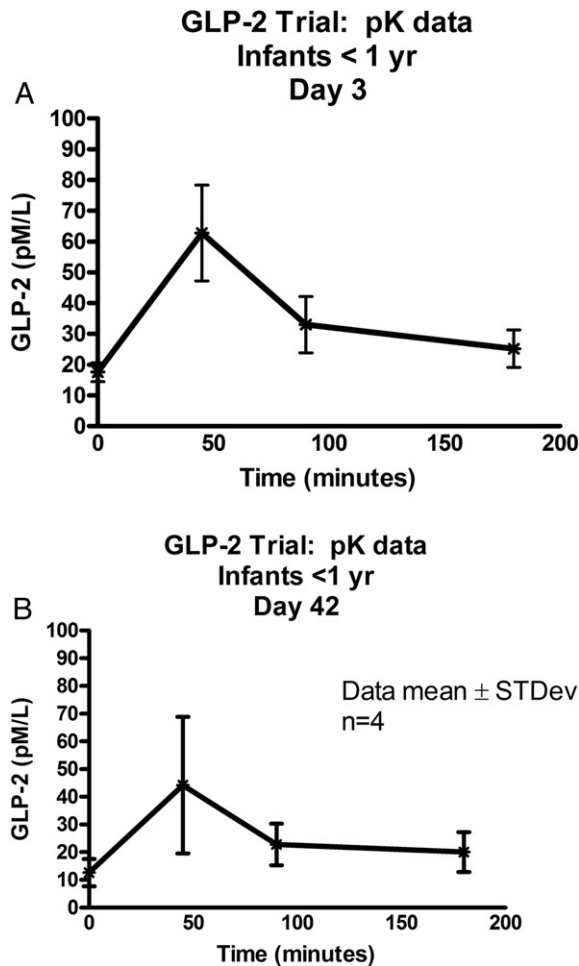 GLP-2 Trial: pK data
Infants < 1 yr
Day 3
A
100
90
80
70
60
50
40
30
20
10
0
GLP-2 (pM/L)
0 50 100 150 200
Time (minutes)
GLP-2 Trial: pK data
Infants <1 yr
Day 42
B
100
90
80
70
60
50
40
30
20
10
0
GLP-2 (pM/L)
Data mean ± STDev
n=4
0 50 100 150 200
Time (minutes)